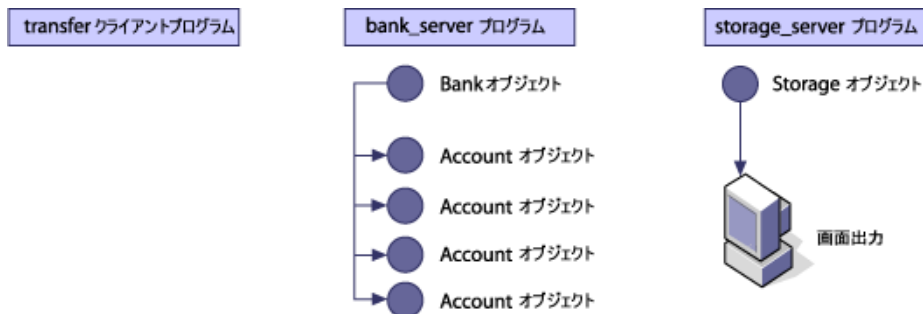 transfer クライアントプログラム
bank_server プログラム
storage_server プログラム
Bank オブジェクト
Storage オブジェクト
Account オブジェクト
Account オブジェクト
画面出力
Account オブジェクト
Account オブジェクト